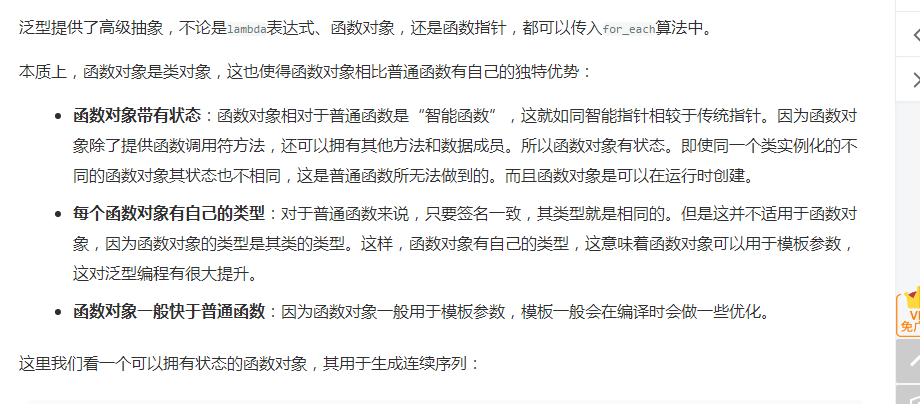 泛型提供了高级抽象，不论是lambda表达式、函数对象，还是函数指针，都可以传入for_each算法中。
本质上，函数对象是类对象，这也使得函数对象相比普通函数有自己的独特优势：
• 函数对象带有状态：函数对象相对于普通函数是“智能函数”，这就如同智能指针相较于传统指针。因为函数对
象除了提供函数调用符方法，还可以拥有其他方法和数据成员。所以函数对象有状态。即使同一个类实例化的不
同的函数对象其状态也不相同，这是普通函数所无法做到的。而且函数对象是可以在运行时创建。
• 每个函数对象有自己的类型：对于普通函数来说，只要签名一致，其类型就是相同的。但是这并不适用于函数对
象，因为函数对象的类型是其类的类型。这样，函数对象有自己的类型，这意味着函数对象可以用于模板参数，
这对泛型编程有很大提升。
• 函数对象一般快于普通函数：因为函数对象一般用于模板参数，模板一般会在编译时会做一些优化。
这里我们看一个可以拥有状态的函数对象，其用于生成连续序列：